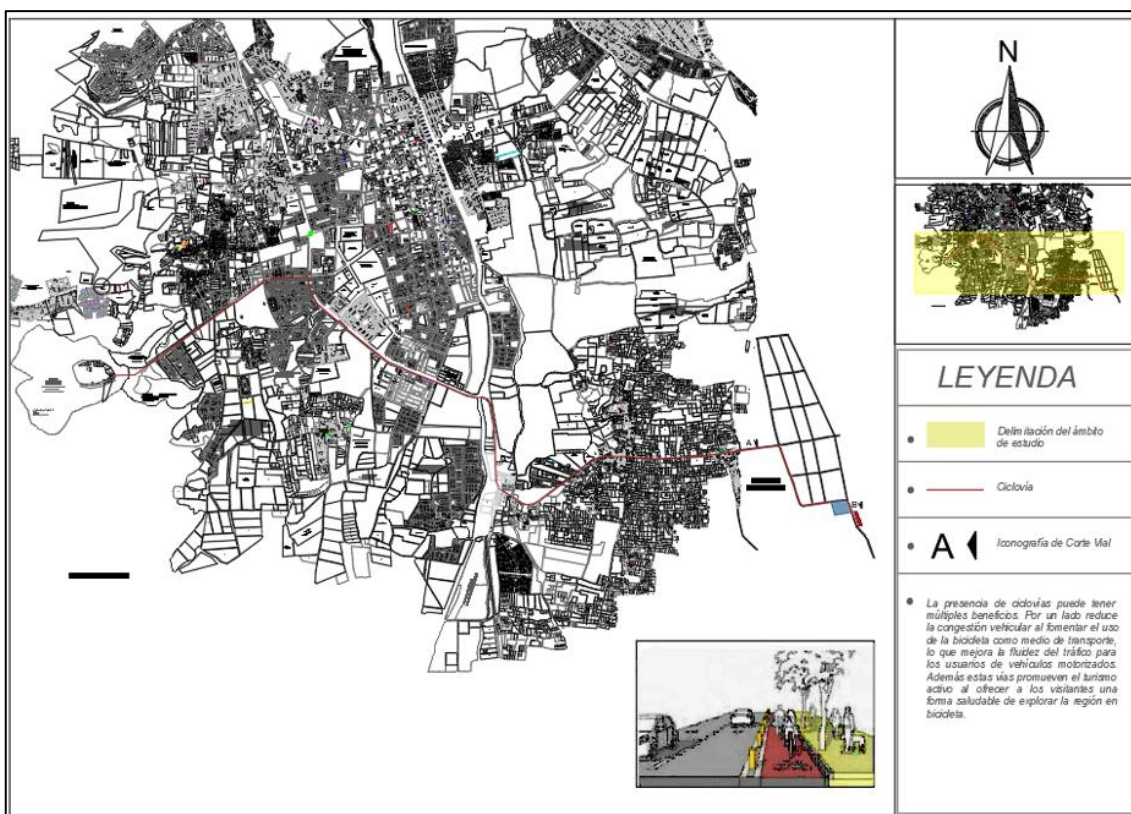 N
LEYENDA
Delimitación del ámbito
de estudio
Ciclovía
A
Iconografía de Corte Vial
La presencia de ciclovías puede tener
múltiples beneficios. Por un lado reduce
la congestión vehicular al fomentar el uso
de la bicicleta como medio de transporte,
lo que mejora la fluidez del tráfico para
los usuarios de vehículos motorizados.
Además estas vías promueven el turismo
activo al ofrecer a los visitantes una
forma saludable de explorar la región en
bicicleta.
A
B